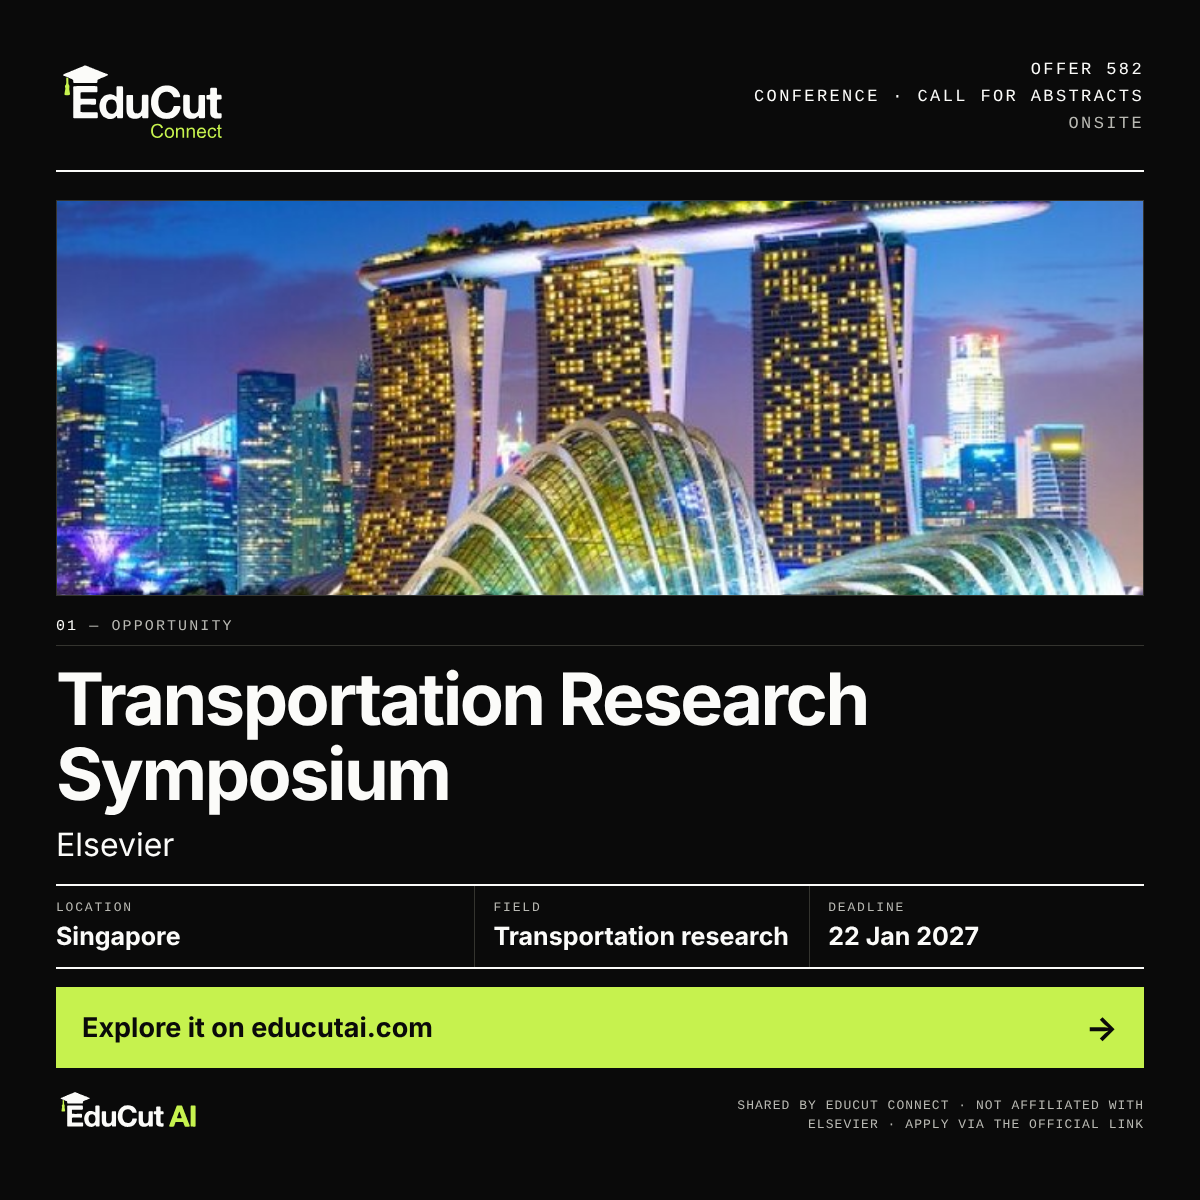 EduCut
Connect
OFFER 582
CONFERENCE · CALL FOR ABSTRACTS
ONSITE
01 — OPPORTUNITY
Transportation Research
Symposium
Elsevier
LOCATION
Singapore
FIELD
Transportation research
DEADLINE
22 Jan 2027
Explore it on educutai.com →
EduCut AI
SHARED BY EDUCUT CONNECT · NOT AFFILIATED WITH
ELSEVIER · APPLY VIA THE OFFICIAL LINK